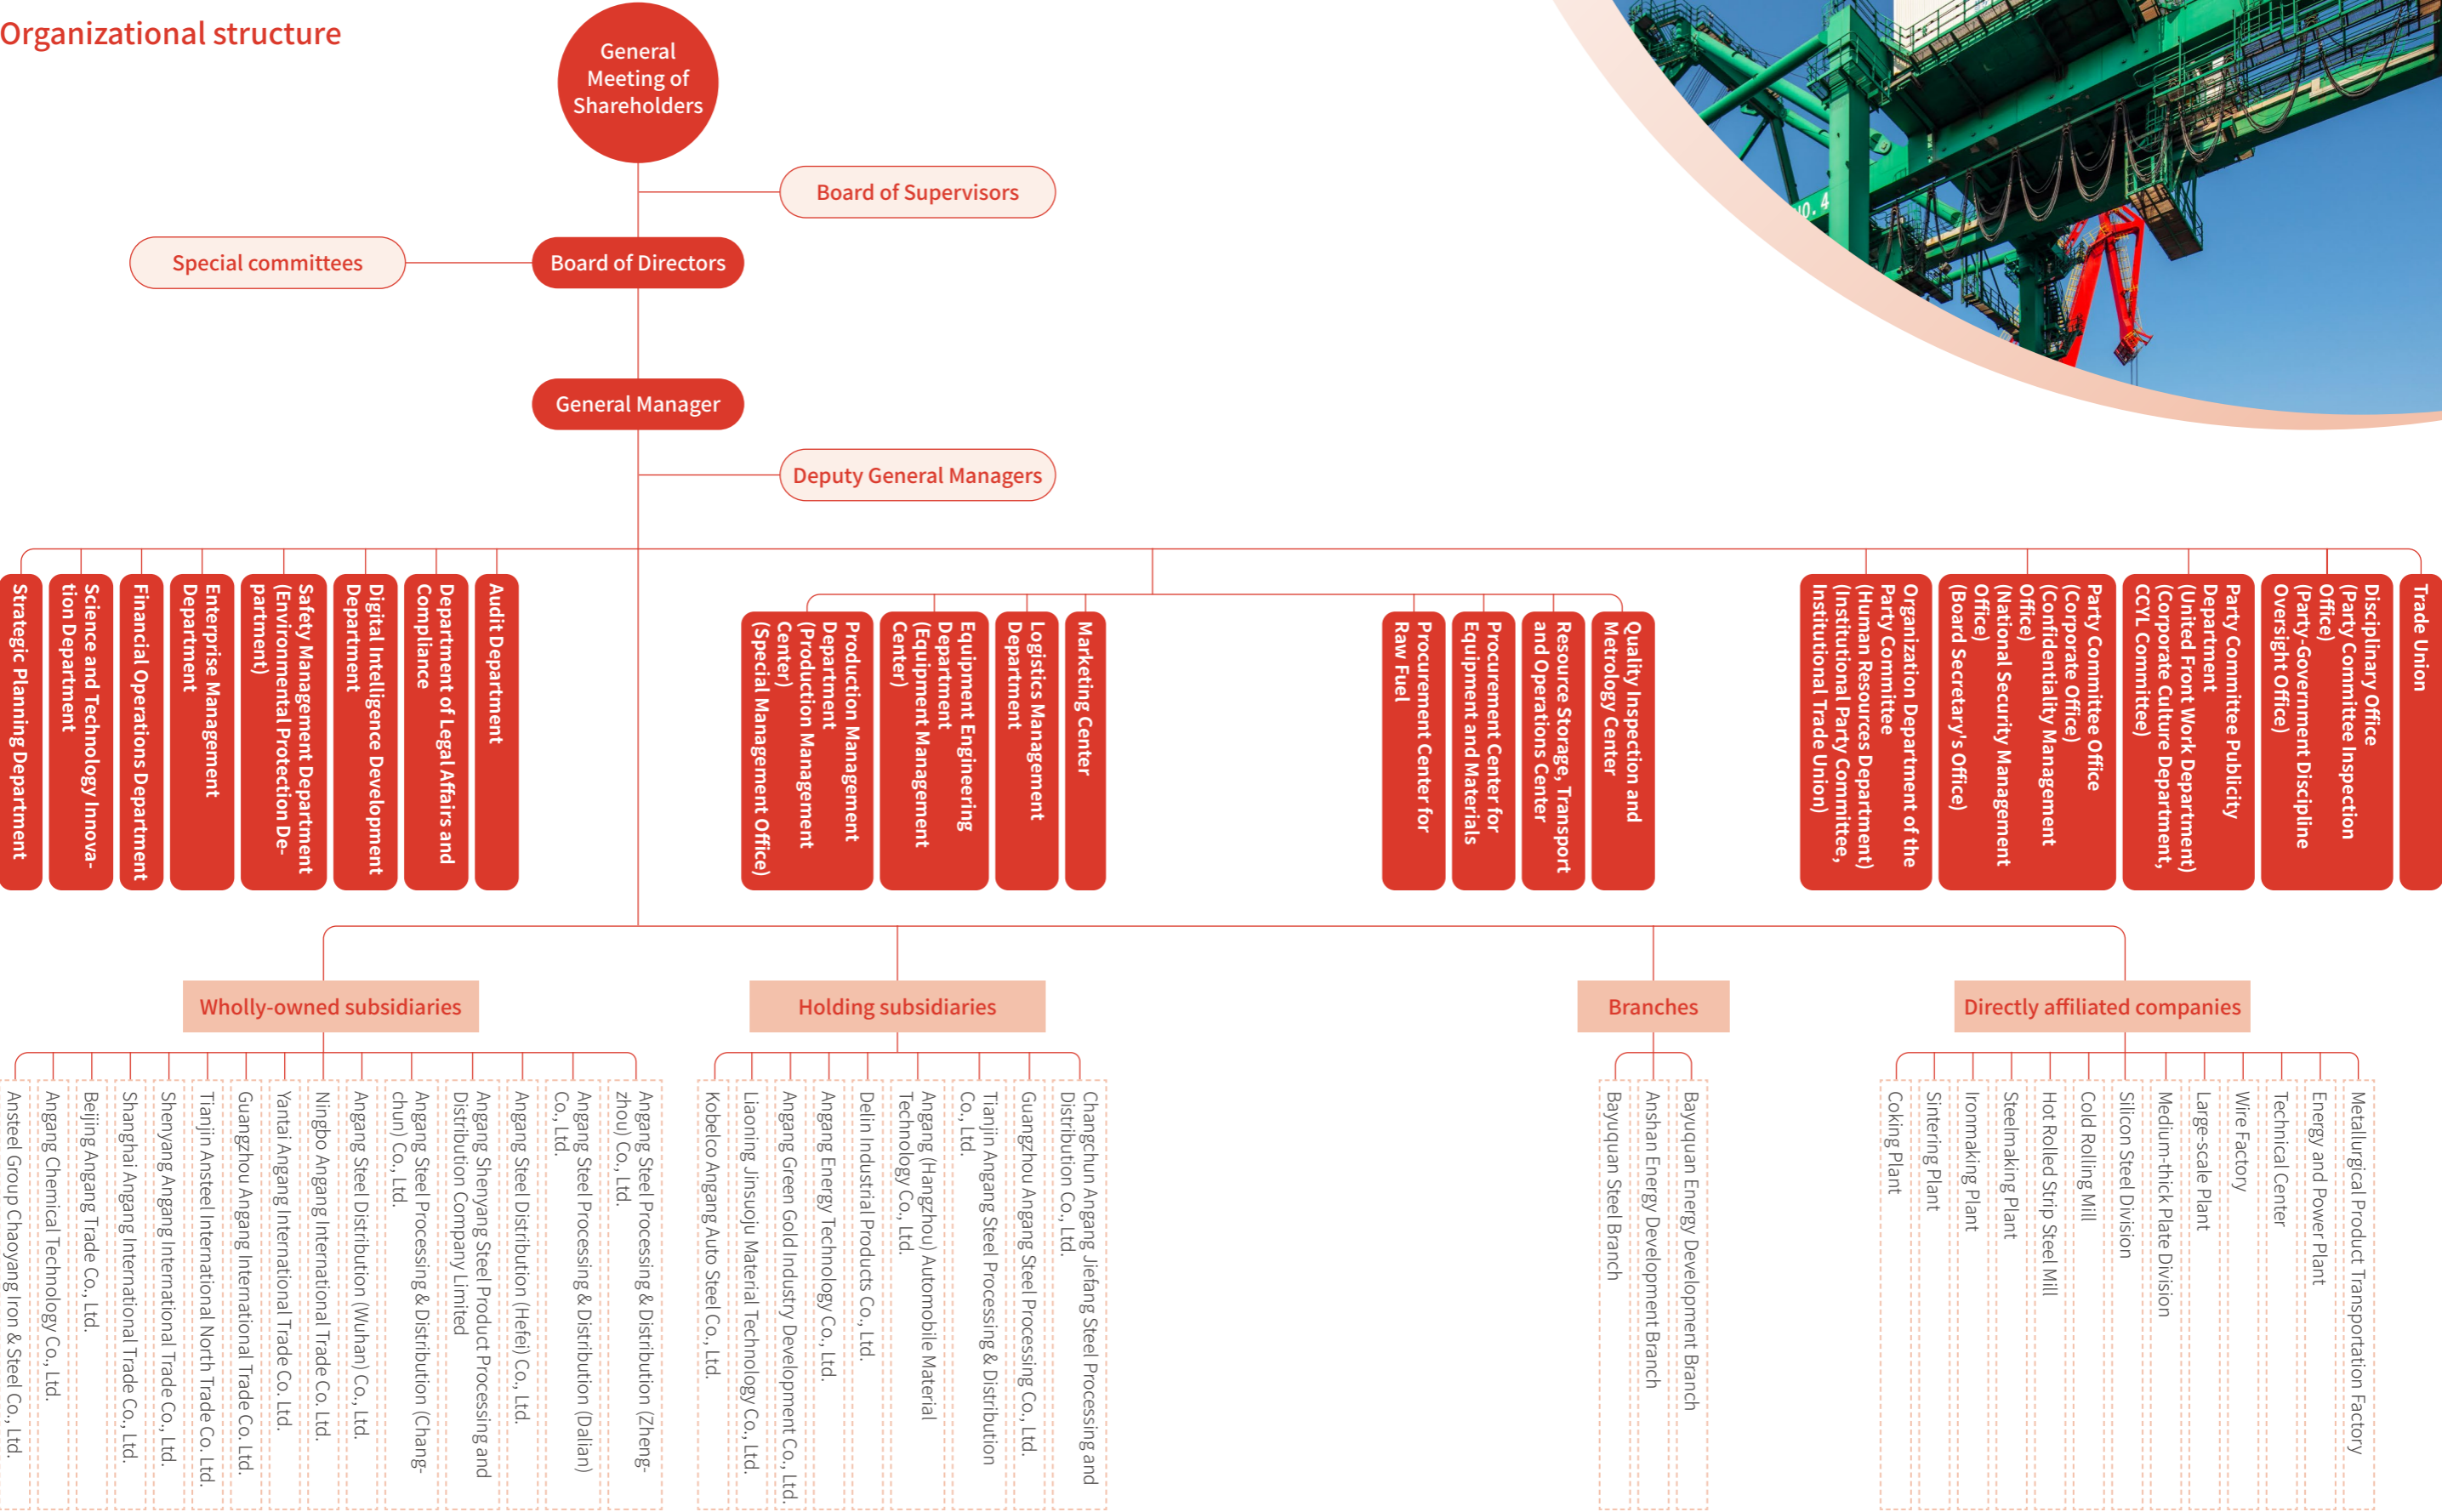 Organizational structure
General
Meeting of
Shareholders
Board of Supervisors
Special committees
Board of Directors
General Manager
Deputy General Managers
NO. 4
Strategic Planning Department
Science and Technology Innova-
tion Department
Financial Operations Department
Enterprise Management
Department
Safety Management Department
(Environmental Protection De-
partment)
Digital Intelligence Development
Department
Department of Legal Affairs and
Compliance
Audit Department
Production Management
Department
(Production Management
Center)
(Special Management Office)
Equipment Engineering
Department
(Equipment Management
Center)
Logistics Management
Department
Marketing Center
Procurement Center for
Raw Fuel
Procurement Center for
Equipment and Materials
Resource Storage, Transport
and Operations Center
Quality Inspection and
Metrology Center
Organization Department of the
Party Committee
(Human Resources Department)
(Institutional Party Committee,
Institutional Trade Union)
Party Committee Office
(Corporate Office)
(Confidentiality Management
Office)
(National Security Management
Office)
(Board Secretary's Office)
Party Committee Publicity
Department
(United Front Work Department)
(Corporate Culture Department,
CCYL Committee)
Disciplinary Office
(Party Committee Inspection
Office)
(Party-Government Discipline
Oversight Office)
Trade Union
Wholly-owned subsidiaries
Holding subsidiaries
Branches
Directly affiliated companies
Ansteel Group Chaoyang Iron & Steel Co., Ltd.
Angang Chemical Technology Co., Ltd.
Beijing Angang Trade Co., Ltd.
Shanghai Angang International Trade Co., Ltd.
Shenyang Angang International Trade Co., Ltd.
Tianjin Ansteel International North Trade Co. Ltd.
Guangzhou Angang International Trade Co. Ltd.
Yantai Angang International Trade Co. Ltd.
Ningbo Angang International Trade Co. Ltd.
Angang Steel Distribution (Wuhan) Co., Ltd.
Angang Steel Processing & Distribution (Chang-
chun) Co., Ltd.
Angang Shenyang Steel Product Processing and
Distribution Company Limited
Angang Steel Distribution (Hefei) Co., Ltd.
Angang Steel Processing & Distribution (Dalian)
Co., Ltd.
Angang Steel Processing & Distribution (Zheng-
zhou) Co., Ltd.
Kobelco Angang Auto Steel Co., Ltd.
Liaoning Jinsuoju Material Technology Co., Ltd.
Angang Green Gold Industry Development Co., Ltd.
Angang Energy Technology Co., Ltd.
Delin Industrial Products Co., Ltd.
Angang (Hangzhou) Automobile Material
Technology Co., Ltd.
Tianjin Angang Steel Processing & Distribution
Co., Ltd.
Guangzhou Angang Steel Processing Co., Ltd.
Changchun Angang Jiefang Steel Processing and
Distribution Co., Ltd.
Bayuquan Steel Branch
Anshan Energy Development Branch
Bayuquan Energy Development Branch
Coking Plant
Sintering Plant
Ironmaking Plant
Steelmaking Plant
Hot Rolled Strip Steel Mill
Cold Rolling Mill
Silicon Steel Division
Medium-thick Plate Division
Large-scale Plant
Wire Factory
Technical Center
Energy and Power Plant
Metallurgical Product Transportation Factory